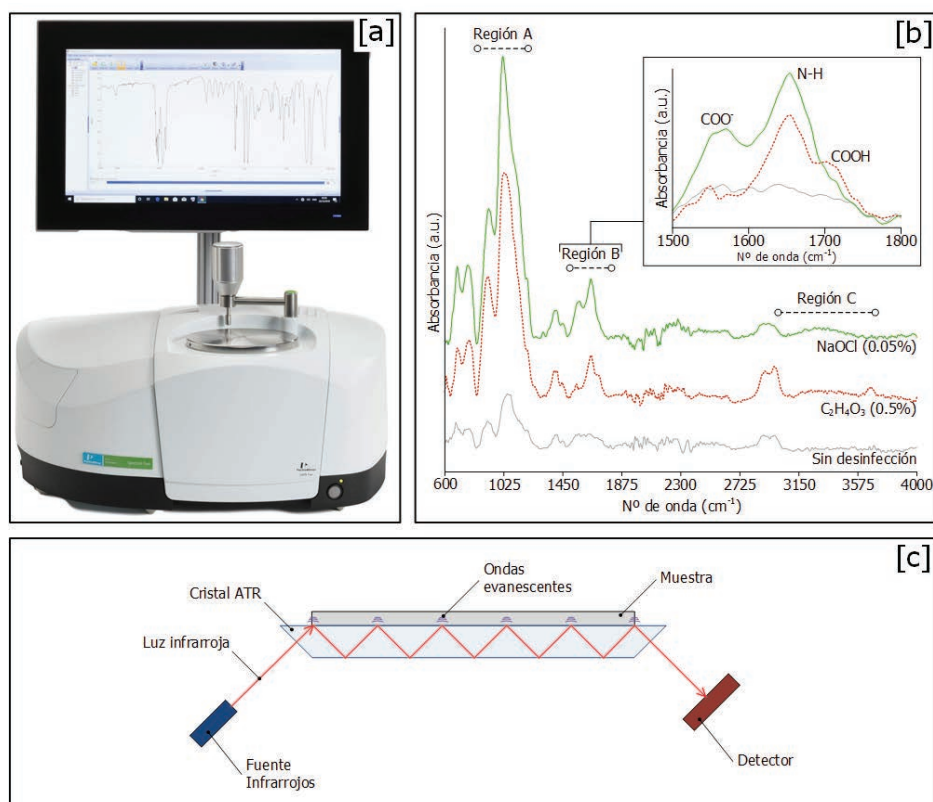 [a]
[b]
Región A
Absorbancia (a.u.)
Región B
Región C
NaOCl (0.05%)
C₂H₄O₃ (0.5%)
Sin desinfección
600 1025 1450 1875 2300 2725 3150 3575 4000
Nº de onda (cm⁻¹)
Absorbancia (a.u.)
COO⁻
N-H
COOH
1500 1600 1700 1800
Nº de onda (cm⁻¹)
[c]
Cristal ATR
Ondas
evanescentes
Muestra
Luz infrarroja
Fuente
Infrarrojos
Detector